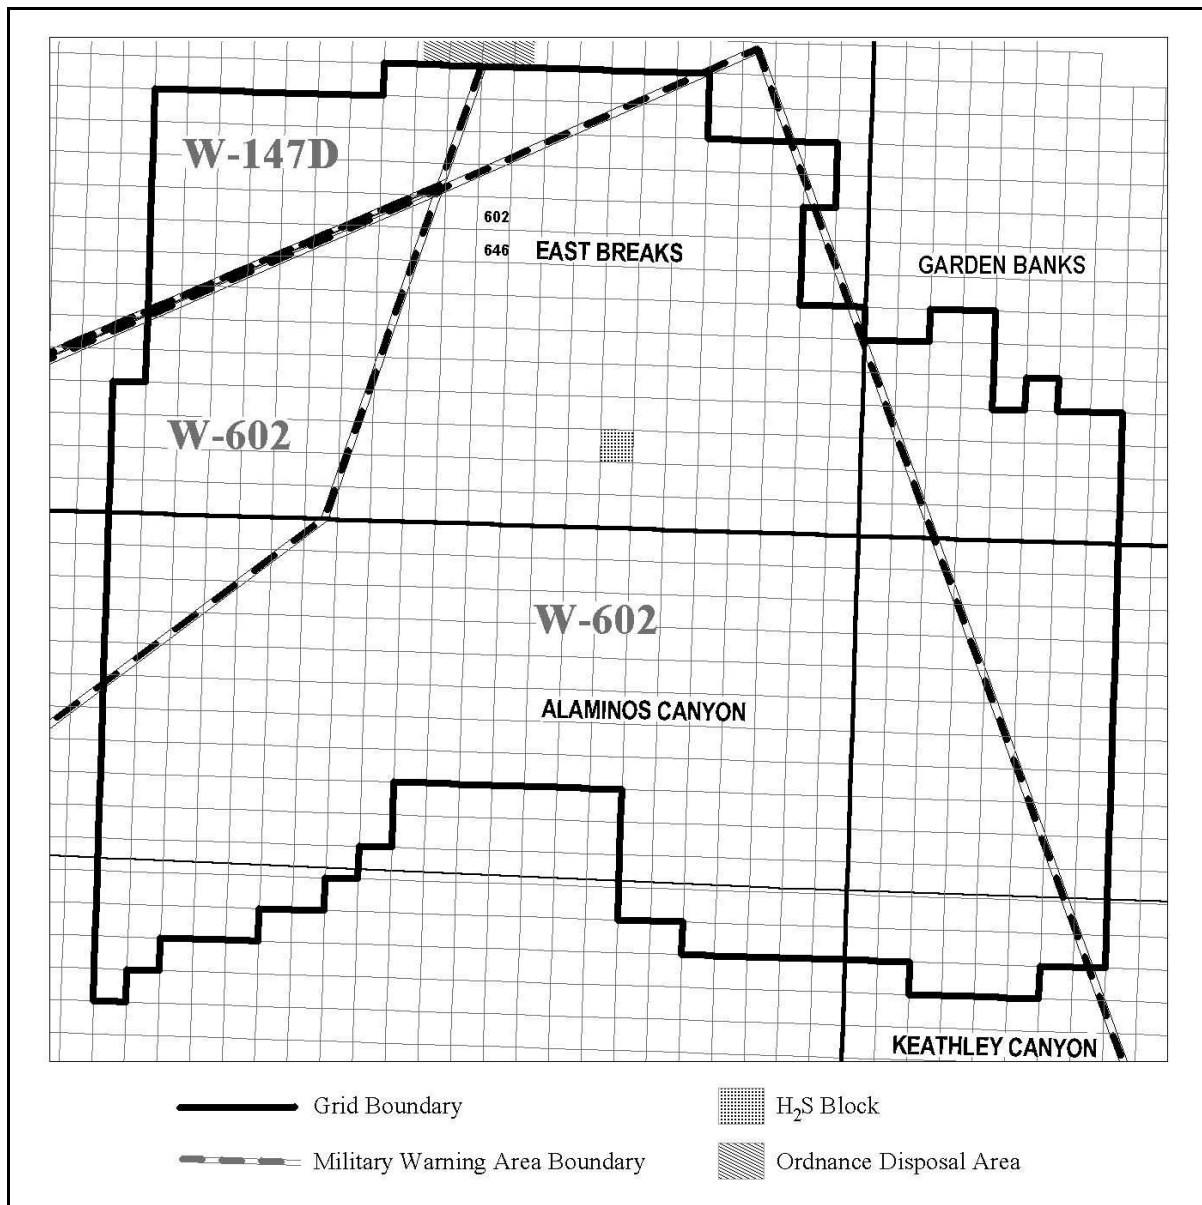 W-147D
602
646
EAST BREAKS
GARDEN BANKS
W-602
W-602
ALAMINOS CANYON
KEATHLEY CANYON
Grid Boundary
H₂S Block
Military Warning Area Boundary
Ordnance Disposal Area